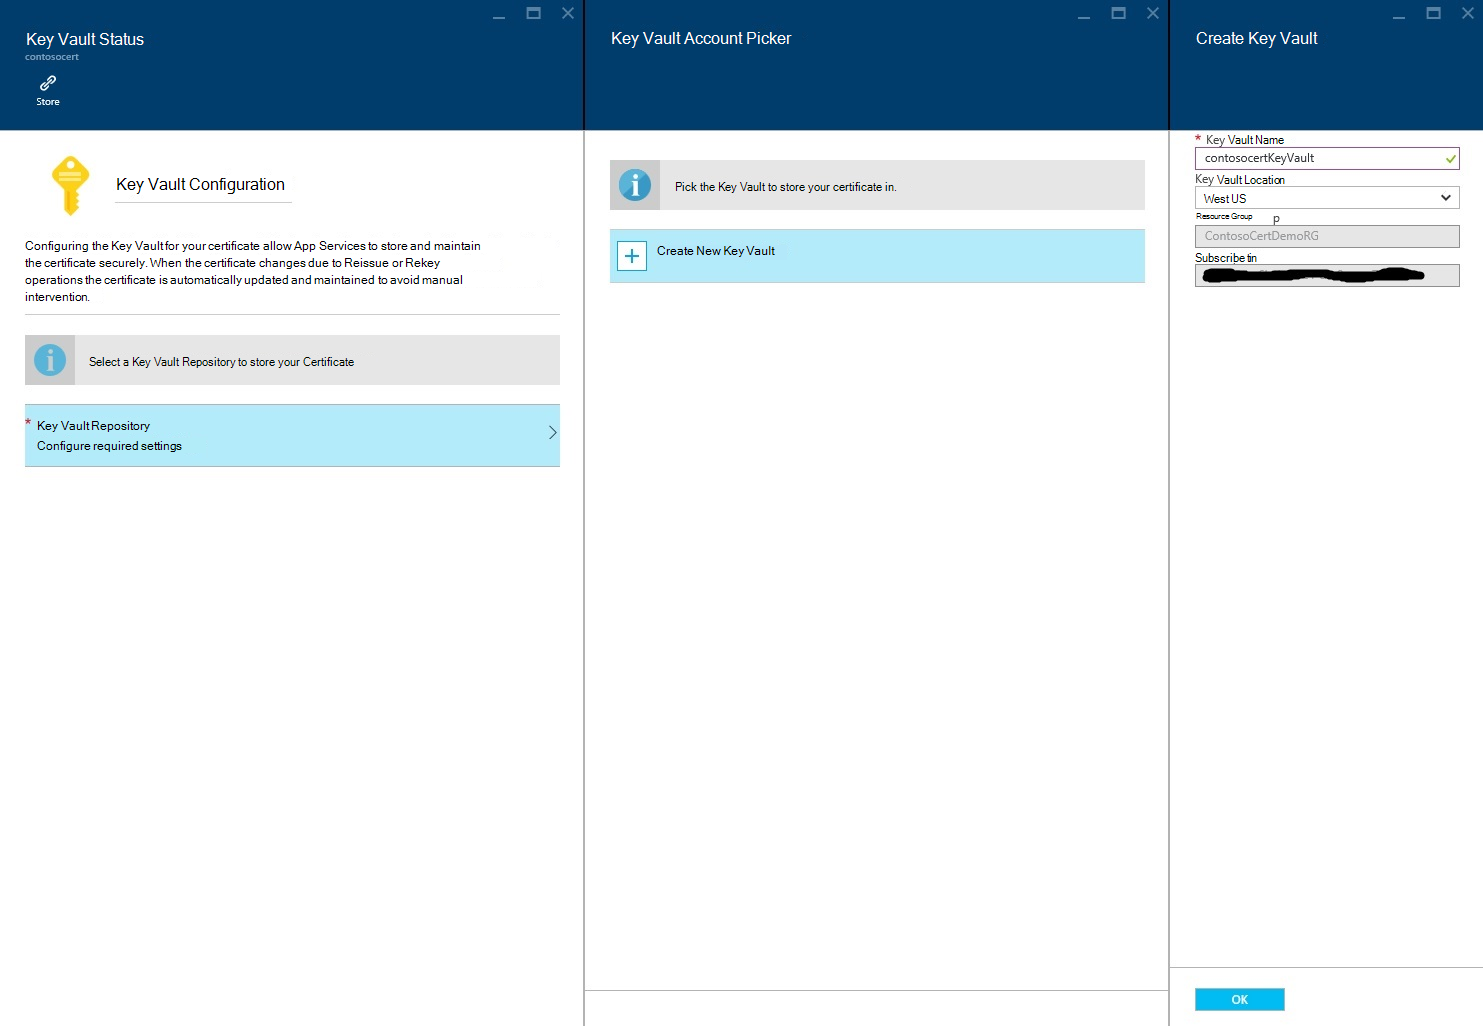 Key Vault Status
contosocert
Store
Key Vault Configuration
Configuring the Key Vault for your certificate allow App Services to store and maintain
the certificate securely. When the certificate changes due to Reissue or Rekey
operations the certificate is automatically updated and maintained to avoid manual
intervention.
Select a Key Vault Repository to store your Certificate
* Key Vault Repository
Configure required settings
Key Vault Account Picker
Pick the Key Vault to store your certificate in.
Create New Key Vault
Create Key Vault
* Key Vault Name
contosocertKeyVault
Key Vault Location
West US
Resource Group p
ContosoCertDemoRG
Subscribe tin
OK